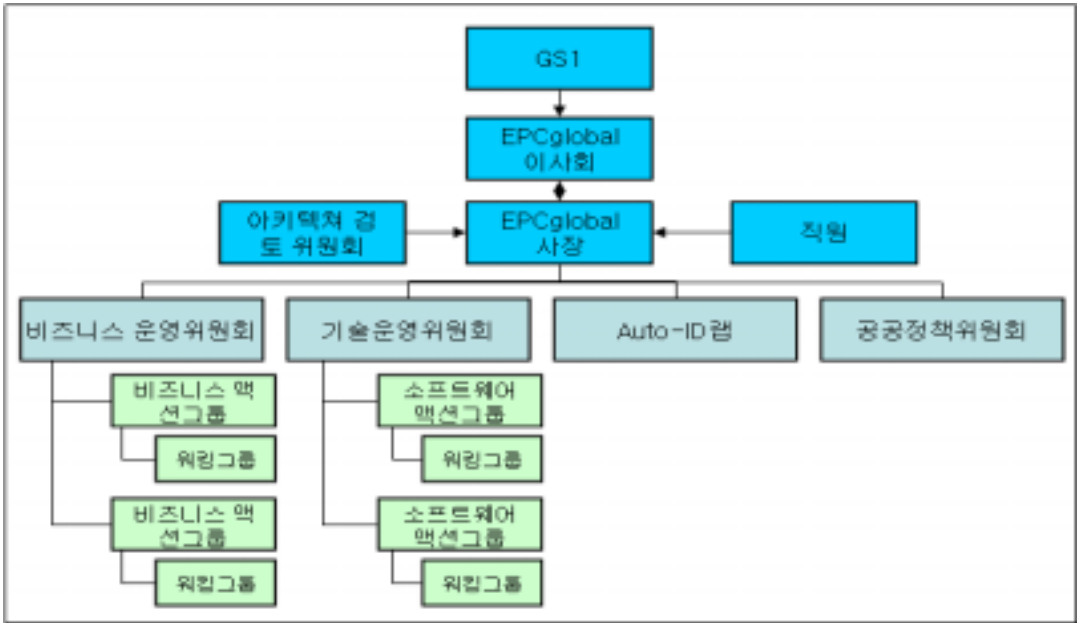 GS1
EPCglobal
이사회
아키텍쳐 검
토 위원회
EPCglobal
사장
직원
비즈니스 운영위원회
기술운영위원회
Auto-ID랩
공공정책위원회
비즈니스 액
션그룹
소프트웨어
액션그룹
워킹그룹
워킹그룹
비즈니스 액
션그룹
소프트웨어
액션그룹
워킹그룹
워킹그룹